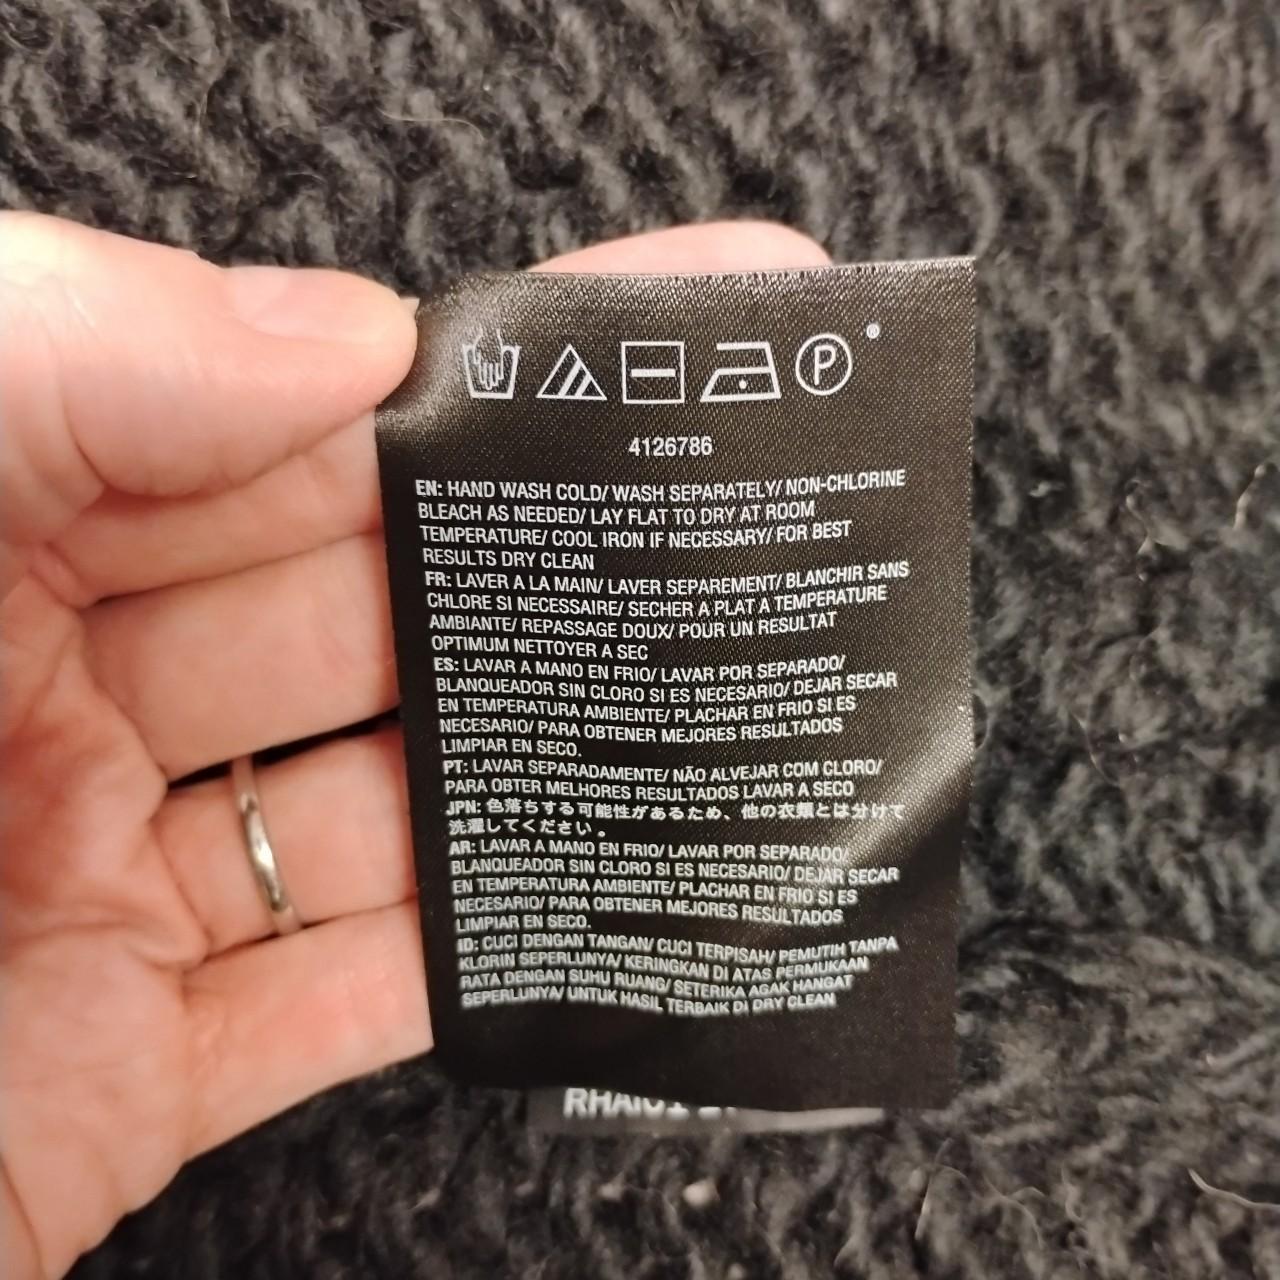 P ®
4126786
EN: HAND WASH COLD/ WASH SEPARATELY/ NON-CHLORINE
BLEACH AS NEEDED/ LAY FLAT TO DRY AT ROOM
TEMPERATURE/ COOL IRON IF NECESSARY/ FOR BEST
RESULTS DRY CLEAN
FR: LAVER A LA MAIN/ LAVER SEPAREMENT/ BLANCHIR SANS
CHLORE SI NECESSAIRE/ SECHER A PLAT A TEMPERATURE
AMBIANTE/ REPASSAGE DOUX/ POUR UN RESULTAT
OPTIMUM NETTOYER A SEC
ES: LAVAR A MANO EN FRIO/ LAVAR POR SEPARADO/
BLANQUEADOR SIN CLORO SI ES NECESARIO/ DEJAR SECAR
EN TEMPERATURA AMBIENTE/ PLACHAR EN FRIO SI ES
NECESARIO/ PARA OBTENER MEJORES RESULTADOS
LIMPIAR EN SECO.
PT: LAVAR SEPARADAMENTE/ NÃO ALVEJAR COM CLORO/
PARA OBTER MELHORES RESULTADOS LAVAR A SECO
JPN: 色落ちする可能性があるため、他の衣類とは分けて
洗濯してください。
AR: LAVAR A MANO EN FRIO/ LAVAR POR SEPARADO/
BLANQUEADOR SIN CLORO SI ES NECESARIO/ DEJAR SECAR
EN TEMPERATURA AMBIENTE/ PLACHAR EN FRIO SI ES
NECESARIO/ PARA OBTENER MEJORES RESULTADOS
LIMPIAR EN SECO.
ID: CUCI DENGAN TANGAN/ CUCI TERPISAH/ PEMUTIH TANPA
KLORIN SEPERLUNYA/ KERINGKAN DI ATAS PERMUKAAN
RATA DENGAN SUHU RUANG/ SETERIKA AGAK HANGAT
SEPERLUNYA/ UNTUK HASIL TERBAIK DI DRY CLEAN